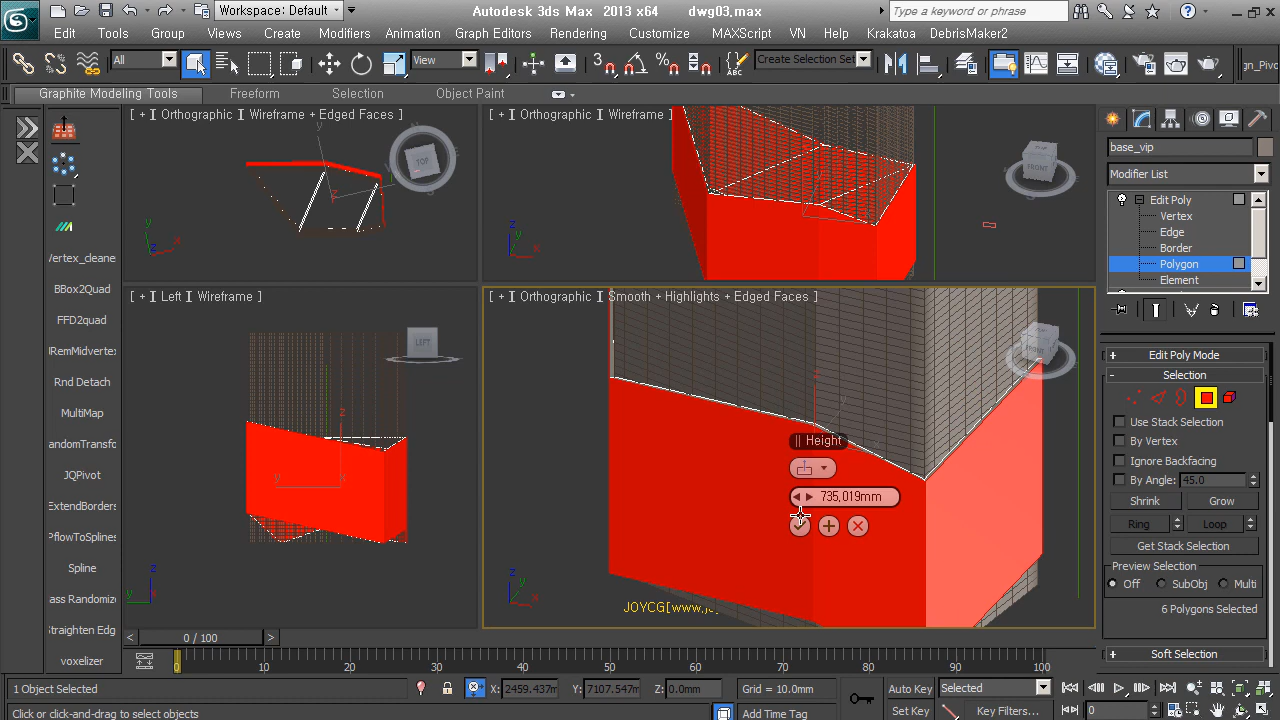 Workspace: Default
Autodesk 3ds Max 2013 x64 dwg03.max
Type a keyword or phrase
Edit Tools Group Views Create Modifiers Animation Graph Editors Rendering Customize MAXScript VN Help Krakatoa DebrisMaker2
All
View
Create Selection Set
gn_Pivo
Graphite Modeling Tools Freeform Selection Object Paint
[ + ] Orthographic ] Wireframe + Edged Faces ]
[ + ] Orthographic ] Wireframe ]
[ + ] Left ] Wireframe ]
[ + ] Orthographic ] Smooth + Highlights + Edged Faces ]
TOP
FRONT
LEFT
FRONT
Vertex_cleane
BBox2Quad
FFD2quad
RemMidvertex
Rnd Detach
MultiMap
andomTransfo
JQPivot
ExtendBorders
PflowToSplines
Spline
ass Randomize
traighten Edg
voxelizer
Height
735,019mm
JOYCG[www.jo
base_vip
Modifier List
Edit Poly
Vertex
Edge
Border
Polygon
Element
+ Edit Poly Mode
- Selection
Use Stack Selection
By Vertex
Ignore Backfacing
By Angle: 45.0
Shrink Grow
Ring Loop
Get Stack Selection
Preview Selection
Off SubObj Multi
6 Polygons Selected
+ Soft Selection
< 0 / 100 >
0 10 20 30 40 50 60 70 80 90 100
1 Object Selected
X: 2459.437m Y: 7107.547m Z: 0.0mm
Grid = 10.0mm
Auto Key Selected
Click or click-and-drag to select objects
Add Time Tag
Set Key Key Filters... 0